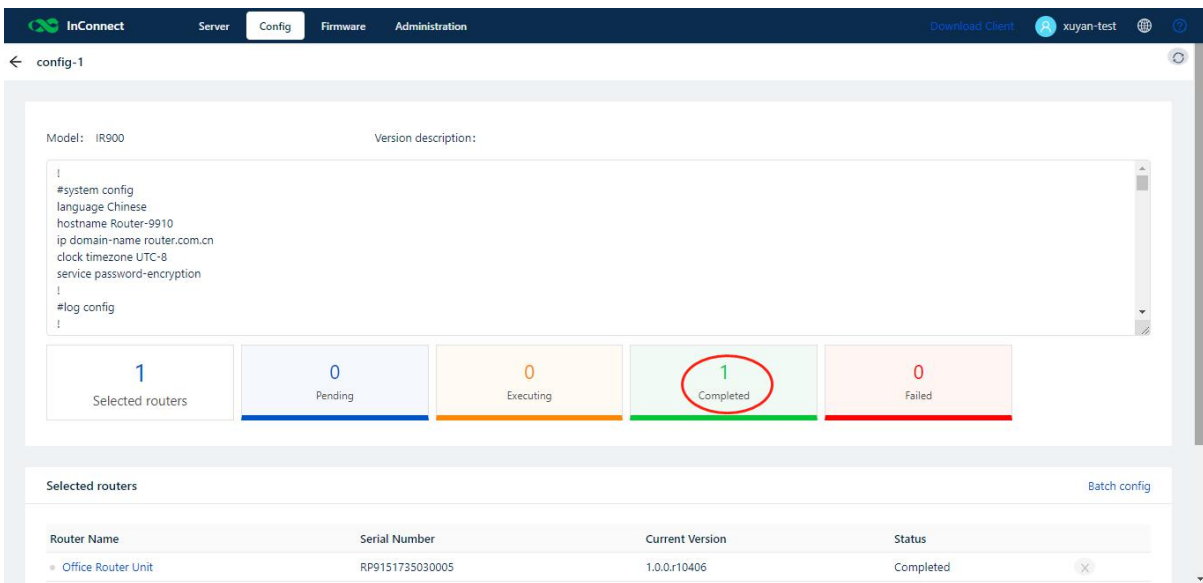 InConnect Server Config Firmware Administration Download Client xuyan-test
config-1
Model: IR900 Version description:
!
#system config
language Chinese
hostname Router-9910
ip domain-name router.com.cn
clock timezone UTC-8
service password-encryption
!
#log config
!
1 0 0 1 0
Selected routers Pending Executing Completed Failed
Selected routers Batch config
Router Name Serial Number Current Version Status
Office Router Unit RP9151735030005 1.0.0.r10406 Completed